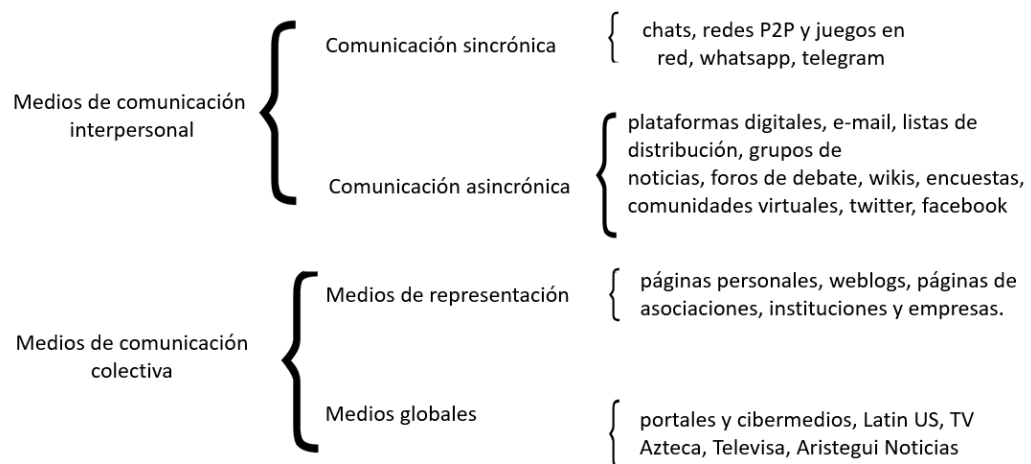 Medios de comunicación
interpersonal
Comunicación sincrónica
chats, redes P2P y juegos en
red, whatsapp, telegram
Comunicación asincrónica
plataformas digitales, e-mail, listas de
distribución, grupos de
noticias, foros de debate, wikis, encuestas,
comunidades virtuales, twitter, facebook
Medios de comunicación
colectiva
Medios de representación
páginas personales, weblogs, páginas de
asociaciones, instituciones y empresas.
Medios globales
portales y cibermedios, Latin US, TV
Azteca, Televisa, Aristegui Noticias